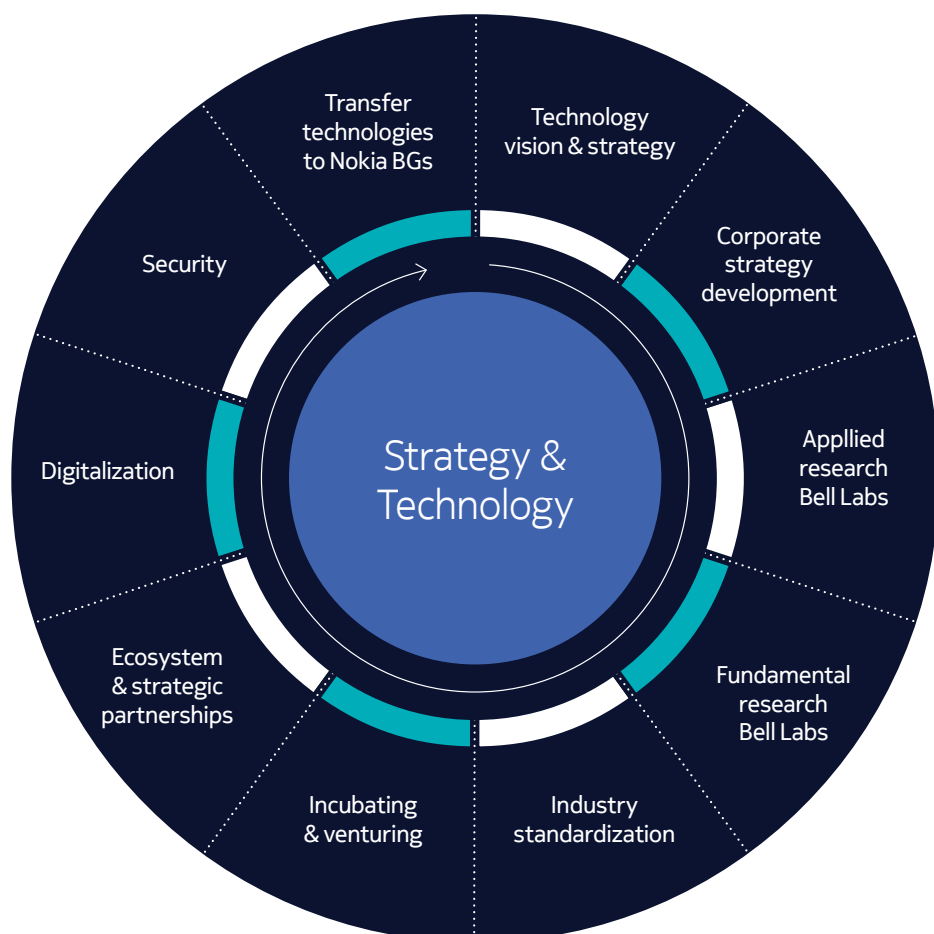 Strategy &
Technology
Technology
vision & strategy
Corporate
strategy
development
Appllied
research
Bell Labs
Fundamental
research
Bell Labs
Industry
standardization
Incubating
& venturing
Ecosystem
& strategic
partnerships
Digitalization
Security
Transfer
technologies
to Nokia BGs